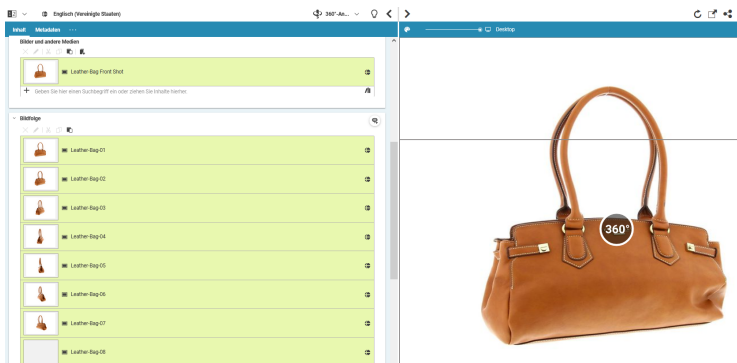 Englisch (Vereinigte Staaten)
360°-An...
Inhalt Metadaten ...
Desktop
Bilder und andere Medien
Leather-Bag Front Shot
Geben Sie hier einen Suchbegriff ein oder ziehen Sie Inhalte hierher.
Bildfolge
Leather-Bag-01
Leather-Bag-02
Leather-Bag-03
Leather-Bag-04
Leather-Bag-05
Leather-Bag-06
Leather-Bag-07
Leather-Bag-08
360°